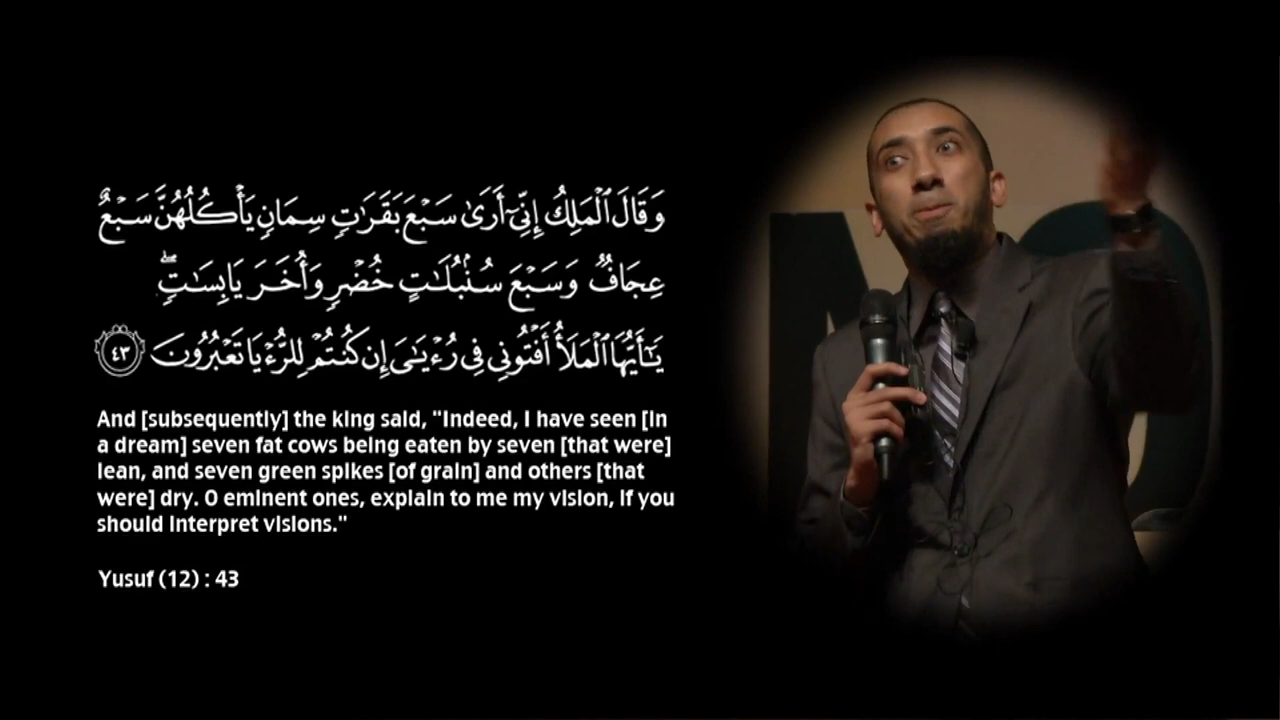 وَقَالَ ٱلْمَلِكُ إِنِّىٓ أَرَىٰ سَبْعَ بَقَرَٰتٍ سِمَانٍ يَأْكُلُهُنَّ سَبْعٌ
عِجَافٌ وَسَبْعَ سُنۢبُلَٰتٍ خُضْرٍ وَأُخَرَ يَابِسَٰتٍ ۖ
يَٰٓأَيُّهَا ٱلْمَلَأُ أَفْتُونِى فِى رُءْيَٰىَ إِن كُنتُمْ لِلرُّءْيَا تَعْبُرُونَ ٤٣
And [subsequently] the king said, "Indeed, I have seen [in
a dream] seven fat cows being eaten by seven [that were]
lean, and seven green spikes [of grain] and others [that
were] dry. O eminent ones, explain to me my vision, if you
should interpret visions."
Yusuf (12) : 43